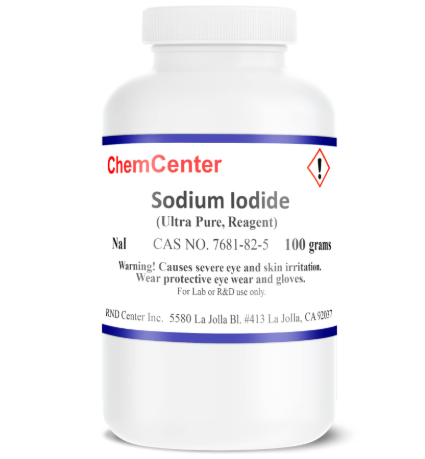 ChemCenter
!
Sodium Iodide
(Ultra Pure, Reagent)
NaI CAS NO. 7681-82-5 100 grams
Warning! Causes severe eye and skin irritation.
Wear protective eye wear and gloves.
For Lab or R&D use only.
RND Center Inc. 5580 La Jolla Bl. #413 La Jolla, CA 92037